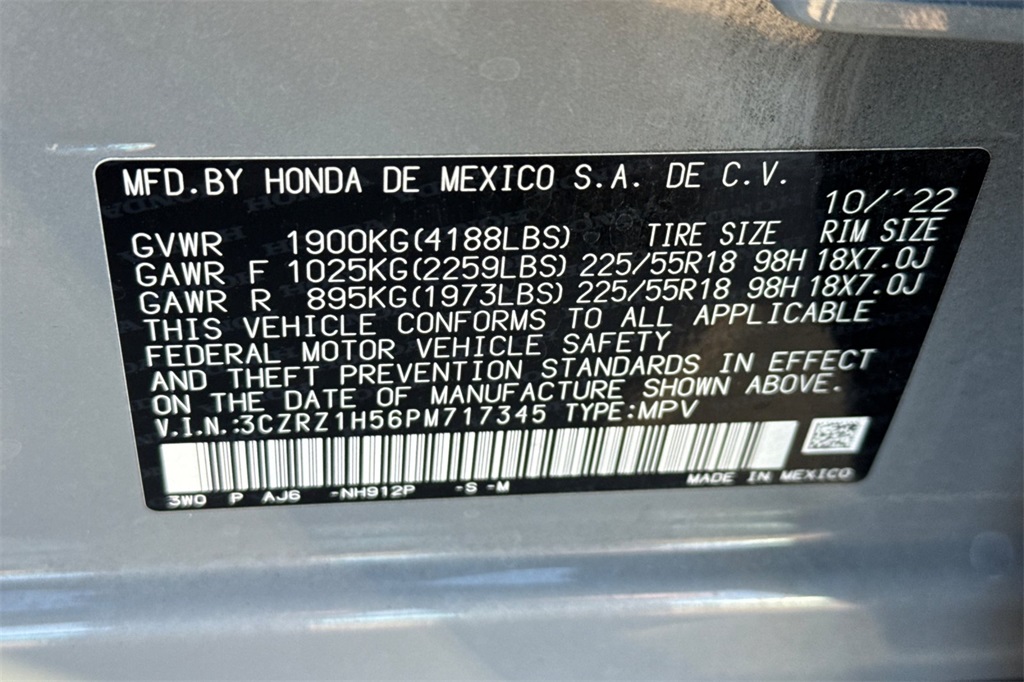 MFD.BY HONDA DE MEXICO S.A. DE C.V.
10/´22
GVWR 1900KG(4188LBS) TIRE SIZE RIM SIZE
GAWR F 1025KG(2259LBS) 225/55R18 98H 18X7.0J
GAWR R 895KG(1973LBS) 225/55R18 98H 18X7.0J
THIS VEHICLE CONFORMS TO ALL APPLICABLE
FEDERAL MOTOR VEHICLE SAFETY
AND THEFT PREVENTION STANDARDS IN EFFECT
ON THE DATE OF MANUFACTURE SHOWN ABOVE.
V.I.N.:3CZRZ1H56PM717345 TYPE:MPV
MADE IN MEXICO
3W0 P AJ6 -NH912P -S -M